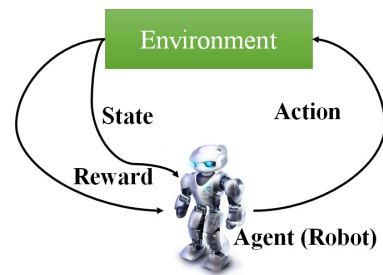 Environment
State
Action
Reward
Agent (Robot)